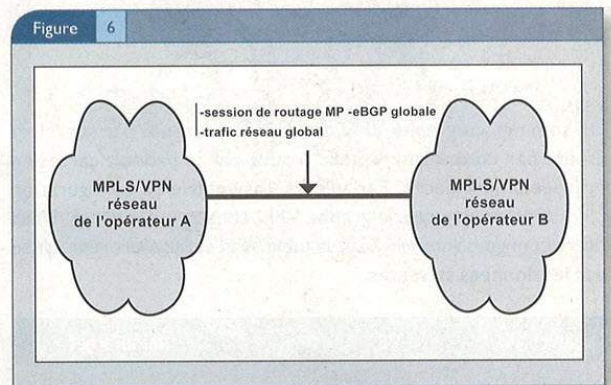 Figure 6
-session de routage MP -eBGP globale
-trafic réseau global
MPLS/VPN
réseau
de l'opérateur A
MPLS/VPN
réseau
de l'opérateur B